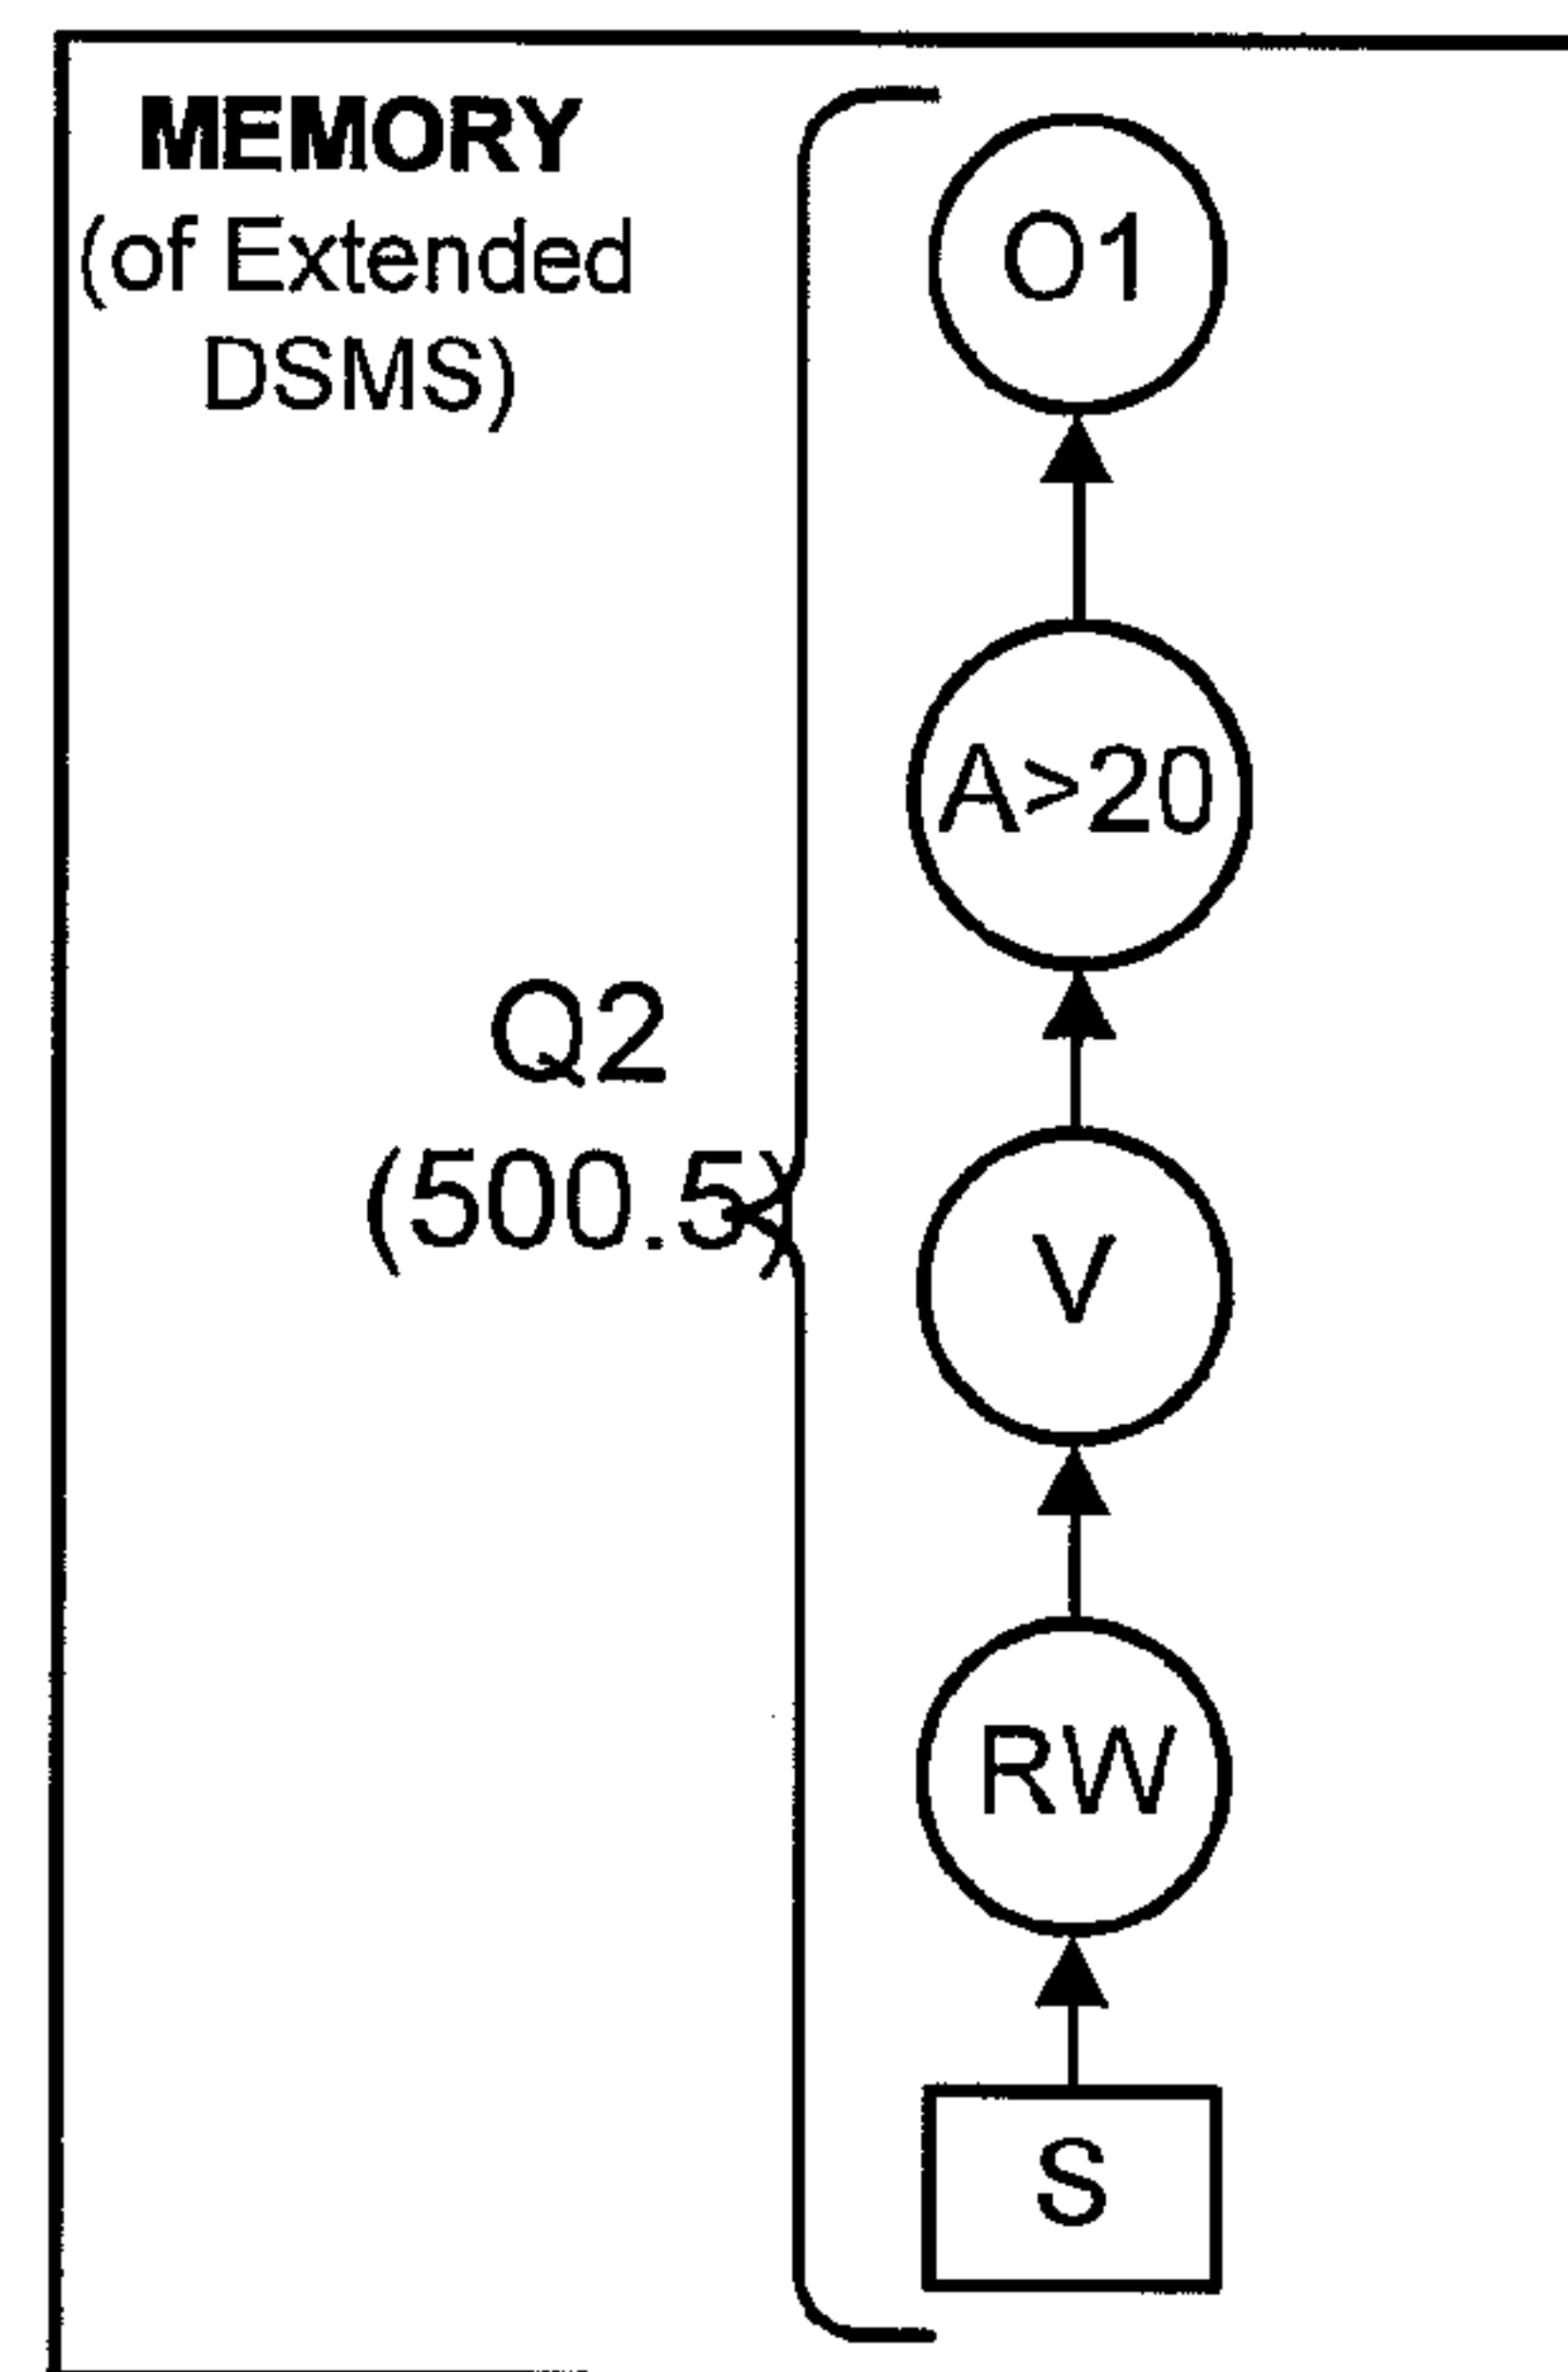 MEMORY
(of Extended
DSMS)
O1
A>20
Q2
(500.5)
V
RW
S